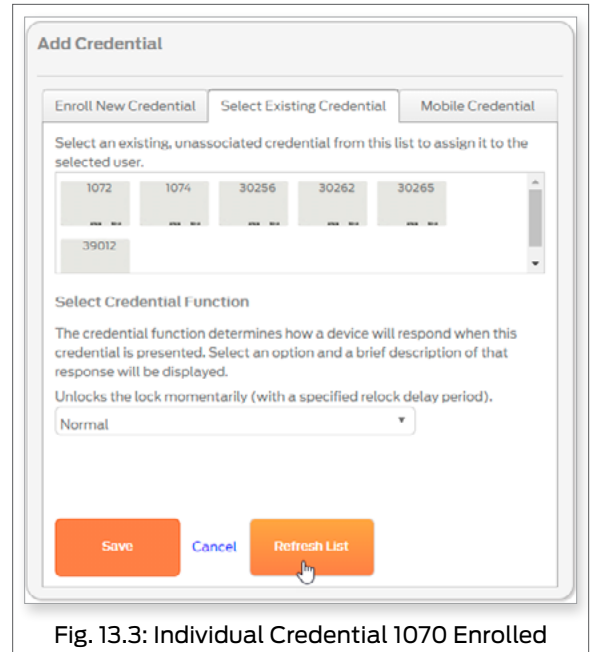 Add Credential
Enroll New Credential Select Existing Credential Mobile Credential
Select an existing, unassociated credential from this list to assign it to the
selected user.
1072 1074 30256 30262 30265
39012
Select Credential Function
The credential function determines how a device will respond when this
credential is presented. Select an option and a brief description of that
response will be displayed.
Unlocks the lock momentarily (with a specified relock delay period).
Normal
Save Cancel Refresh List
Fig. 13.3: Individual Credential 1070 Enrolled